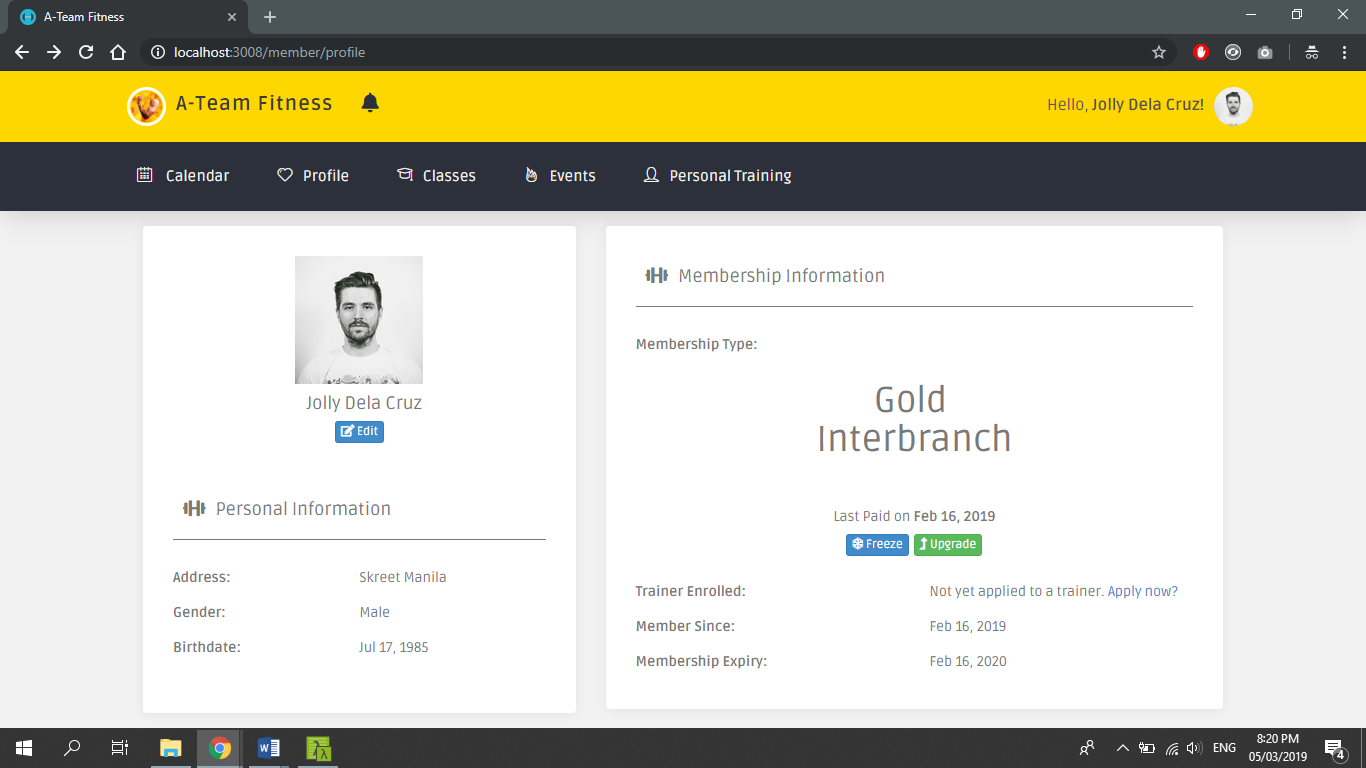 A-Team Fitness
localhost:3008/member/profile
A-Team Fitness
Hello, Jolly Dela Cruz!
Calendar
Profile
Classes
Events
Personal Training
Jolly Dela Cruz
Edit
Personal Information
Address: Skreet Manila
Gender: Male
Birthdate: Jul 17, 1985
Membership Information
Membership Type:
Gold
Interbranch
Last Paid on Feb 16, 2019
Freeze
Upgrade
Trainer Enrolled: Not yet applied to a trainer. Apply now?
Member Since: Feb 16, 2019
Membership Expiry: Feb 16, 2020
ENG
8:20 PM
05/03/2019
4